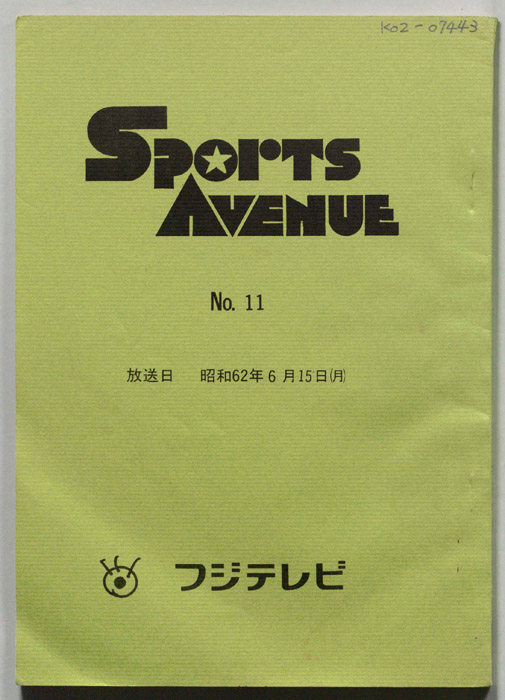 K02-07443
SPORTS
AVENUE
No. 11
放送日 昭和62年6月15日(月)
フジテレビ